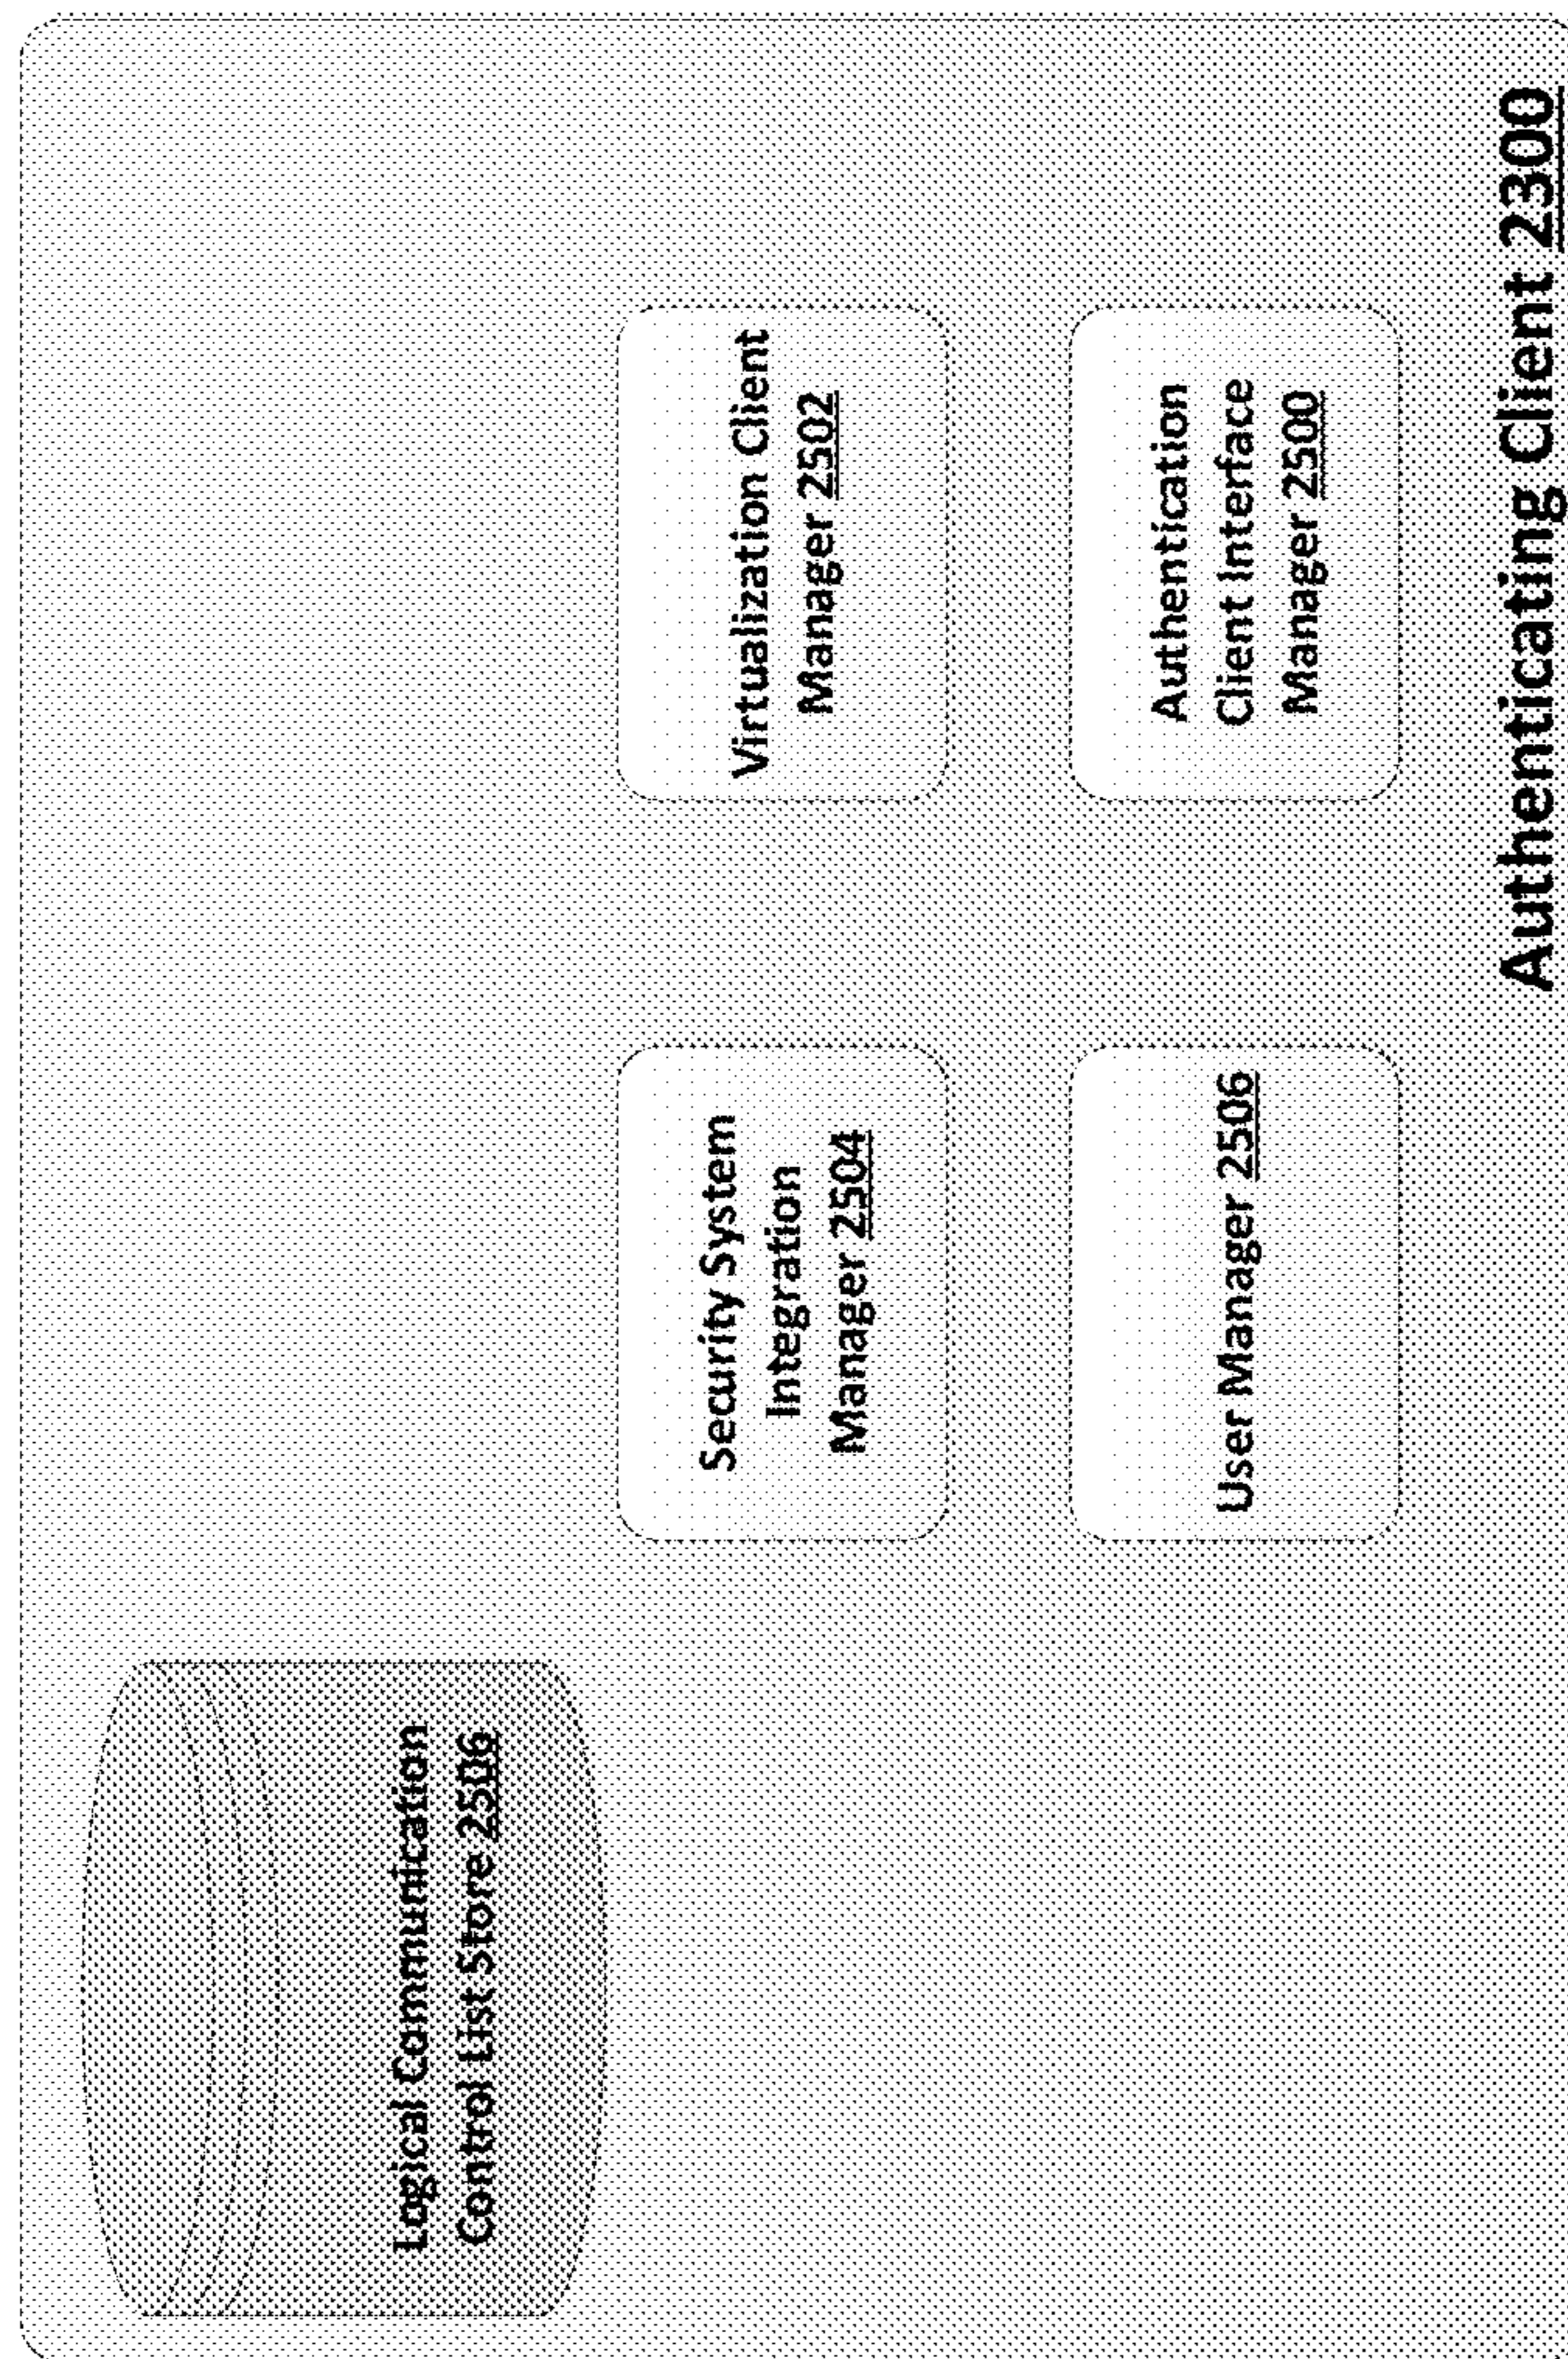 Logical Communication
Control List Store 2506
Security System
Integration
Manager 2504
Virtualization Client
Manager 2502
User Manager 2506
Authentication
Client Interface
Manager 2500
Authenticating Client 2300